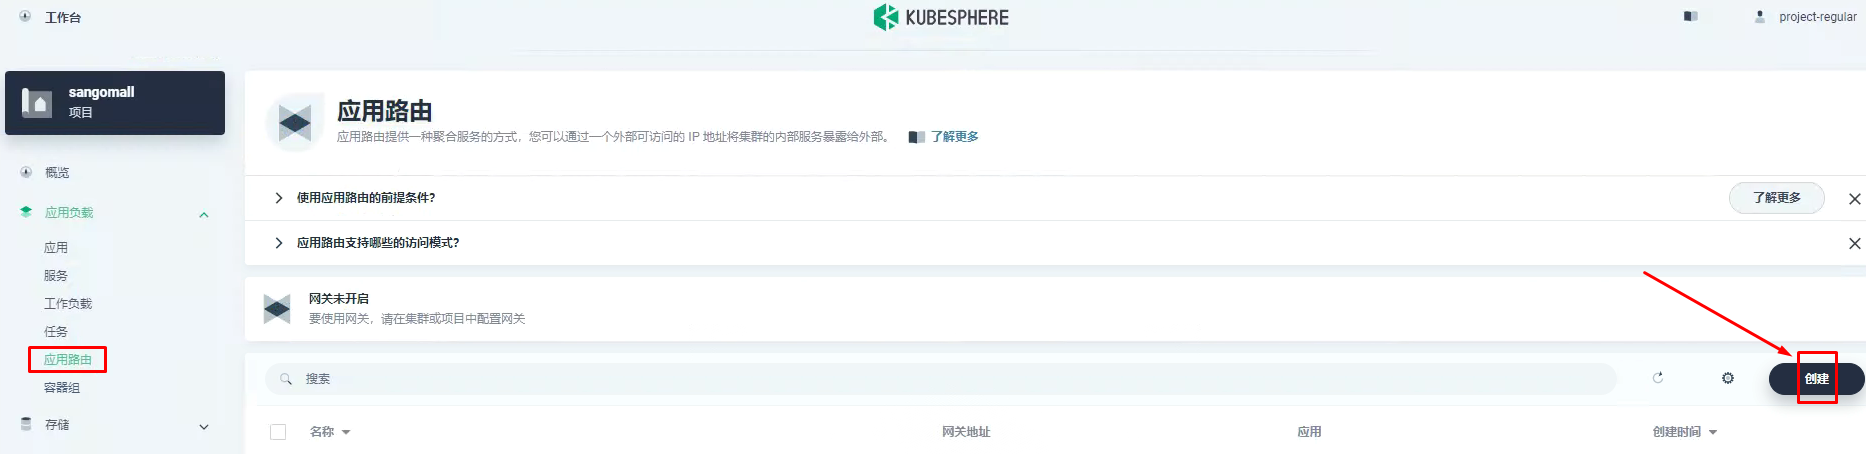 工作台
KUBESPHERE
project-regular
sangomall
项目
概览
应用负载
应用
服务
工作负载
任务
应用路由
容器组
存储
应用路由
应用路由提供一种聚合服务的方式，您可以通过一个外部可访问的 IP 地址将集群的内部服务暴露给外部。 了解更多
使用应用路由的前提条件？ 了解更多
应用路由支持哪些的访问模式？
网关未开启
要使用网关，请在集群或项目中配置网关
搜索 创建
名称 网关地址 应用 创建时间